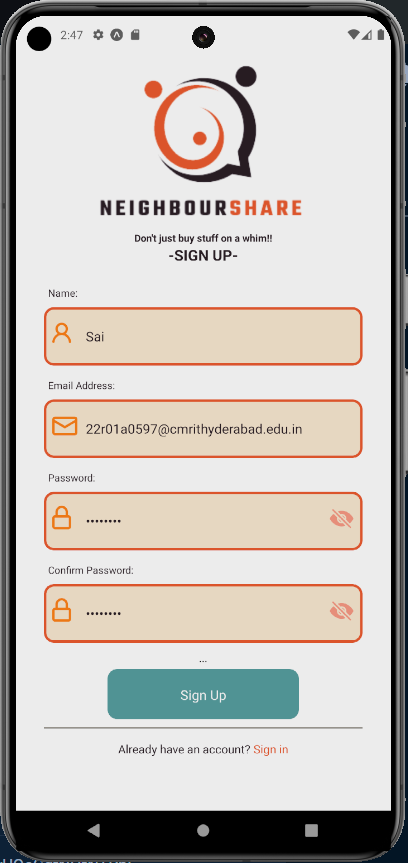 2:47
NEIGHBOURSHARE
Don't just buy stuff on a whim!!
-SIGN UP-
Name:
Sai
Email Address:
22r01a0597@cmrithyderabad.edu.in
Password:
••••••••
Confirm Password:
••••••••
...
Sign Up
Already have an account? Sign in